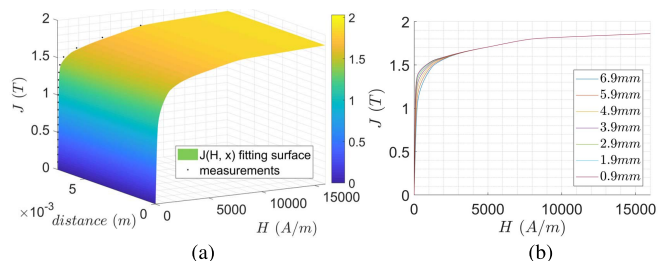 2
1.5
1
0.5
0
J (T)
5
×10⁻³
distance (m)
0
0
5000
10000
15000
H (A/m)
J(H, x) fitting surface
measurements
2
1.5
1
0.5
0
(a)
2
1.5
1
0.5
0
J (T)
0
5000
10000
15000
H (A/m)
6.9mm
5.9mm
4.9mm
3.9mm
2.9mm
1.9mm
0.9mm
(b)